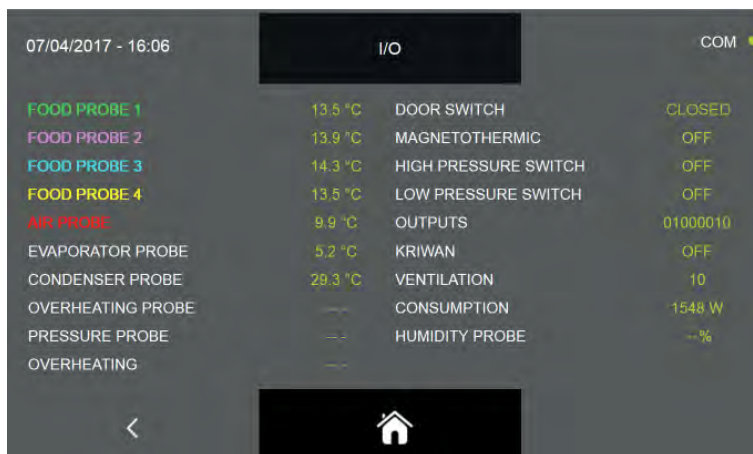 07/04/2017 - 16:06 I/O COM
FOOD PROBE 1 13.5 °C DOOR SWITCH CLOSED
FOOD PROBE 2 13.9 °C MAGNETOTHERMIC OFF
FOOD PROBE 3 14.3 °C HIGH PRESSURE SWITCH OFF
FOOD PROBE 4 13.5 °C LOW PRESSURE SWITCH OFF
AIR PROBE 9.9 °C OUTPUTS 01000010
EVAPORATOR PROBE 5.2 °C KRIWAN OFF
CONDENSER PROBE 29.3 °C VENTILATION 10
OVERHEATING PROBE --.- CONSUMPTION 1548 W
PRESSURE PROBE --.- HUMIDITY PROBE --%
OVERHEATING --.-